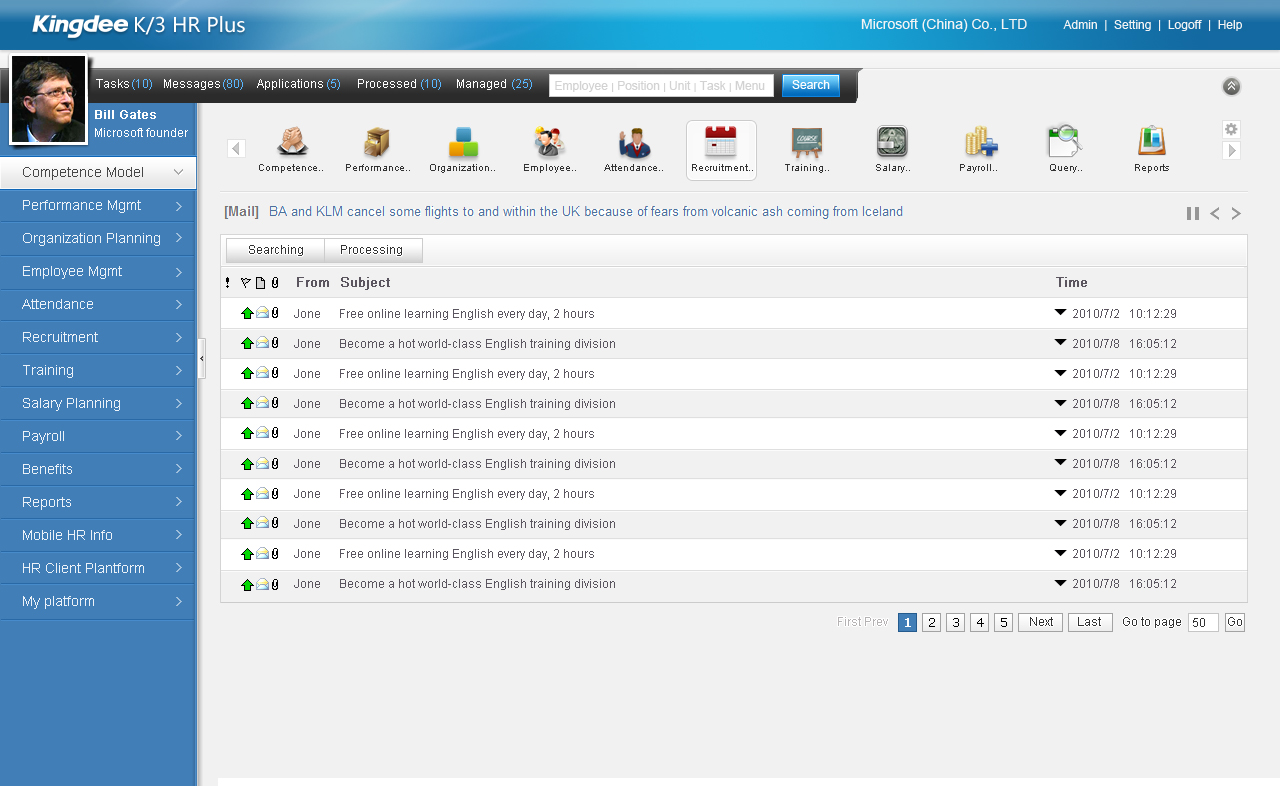 Kingdee K/3 HR Plus
Microsoft (China) Co., LTD
Admin | Setting | Logoff | Help
Tasks (10) Messages (80) Applications (5) Processed (10) Managed (25)
Employee | Position | Unit | Task | Menu
Search
Bill Gates
Microsoft founder
Competence Model
Performance Mgmt
Organization Planning
Employee Mgmt
Attendance
Recruitment
Training
Salary Planning
Payroll
Benefits
Reports
Mobile HR Info
HR Client Plantform
My platform
COURSE
Competence.. Performance.. Organization.. Employee.. Attendance.. Recruitment.. Training.. Salary.. Payroll.. Query.. Reports
[Mail] BA and KLM cancel some flights to and within the UK because of fears from volcanic ash coming from Iceland
Searching Processing
! From Subject Time
Jone Free online learning English every day, 2 hours 2010/7/2 10:12:29
Jone Become a hot world-class English training division 2010/7/8 16:05:12
Jone Free online learning English every day, 2 hours 2010/7/2 10:12:29
Jone Become a hot world-class English training division 2010/7/8 16:05:12
Jone Free online learning English every day, 2 hours 2010/7/2 10:12:29
Jone Become a hot world-class English training division 2010/7/8 16:05:12
Jone Free online learning English every day, 2 hours 2010/7/2 10:12:29
Jone Become a hot world-class English training division 2010/7/8 16:05:12
Jone Free online learning English every day, 2 hours 2010/7/2 10:12:29
Jone Become a hot world-class English training division 2010/7/8 16:05:12
First Prev 1 2 3 4 5 Next Last Go to page 50 Go